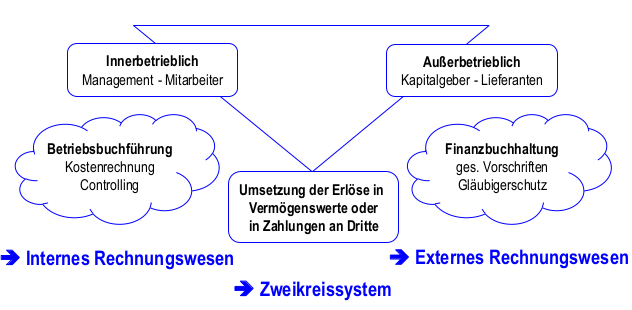 Innerbetrieblich
Management - Mitarbeiter
Außerbetrieblich
Kapitalgeber - Lieferanten
Betriebsbuchführung
Kostenrechnung
Controlling
Finanzbuchhaltung
ges. Vorschriften
Gläubigerschutz
Umsetzung der Erlöse in
Vermögenswerte oder
in Zahlungen an Dritte
➔ Internes Rechnungswesen
➔ Externes Rechnungswesen
➔ Zweikreissystem